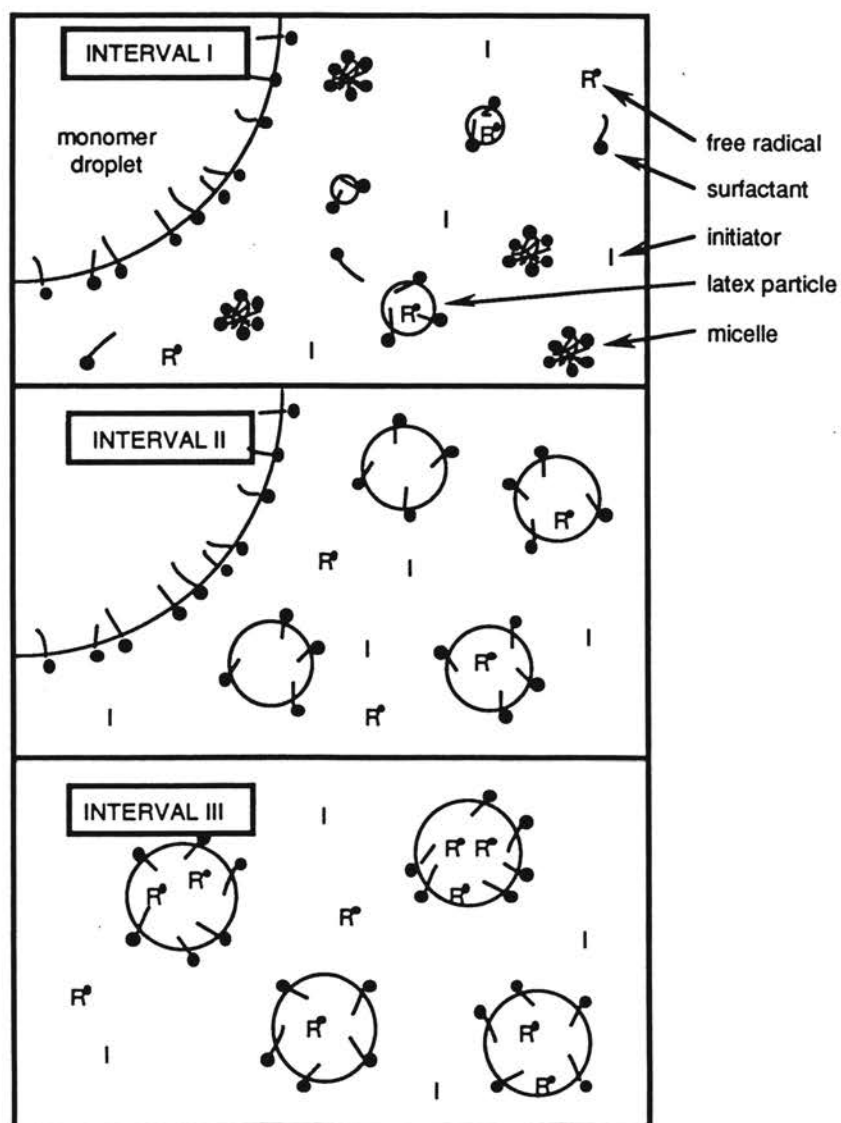 INTERVAL I
I
R•
monomer
droplet
R•
free radical
surfactant
I
initiator
I
latex particle
R•
micelle
R•
I
INTERVAL II
R•
R•
I
I
R•
I
I
R•
INTERVAL III
I
R•
R•
R•
R•
R•
R•
I
R•
R•
R•
I
R•
I